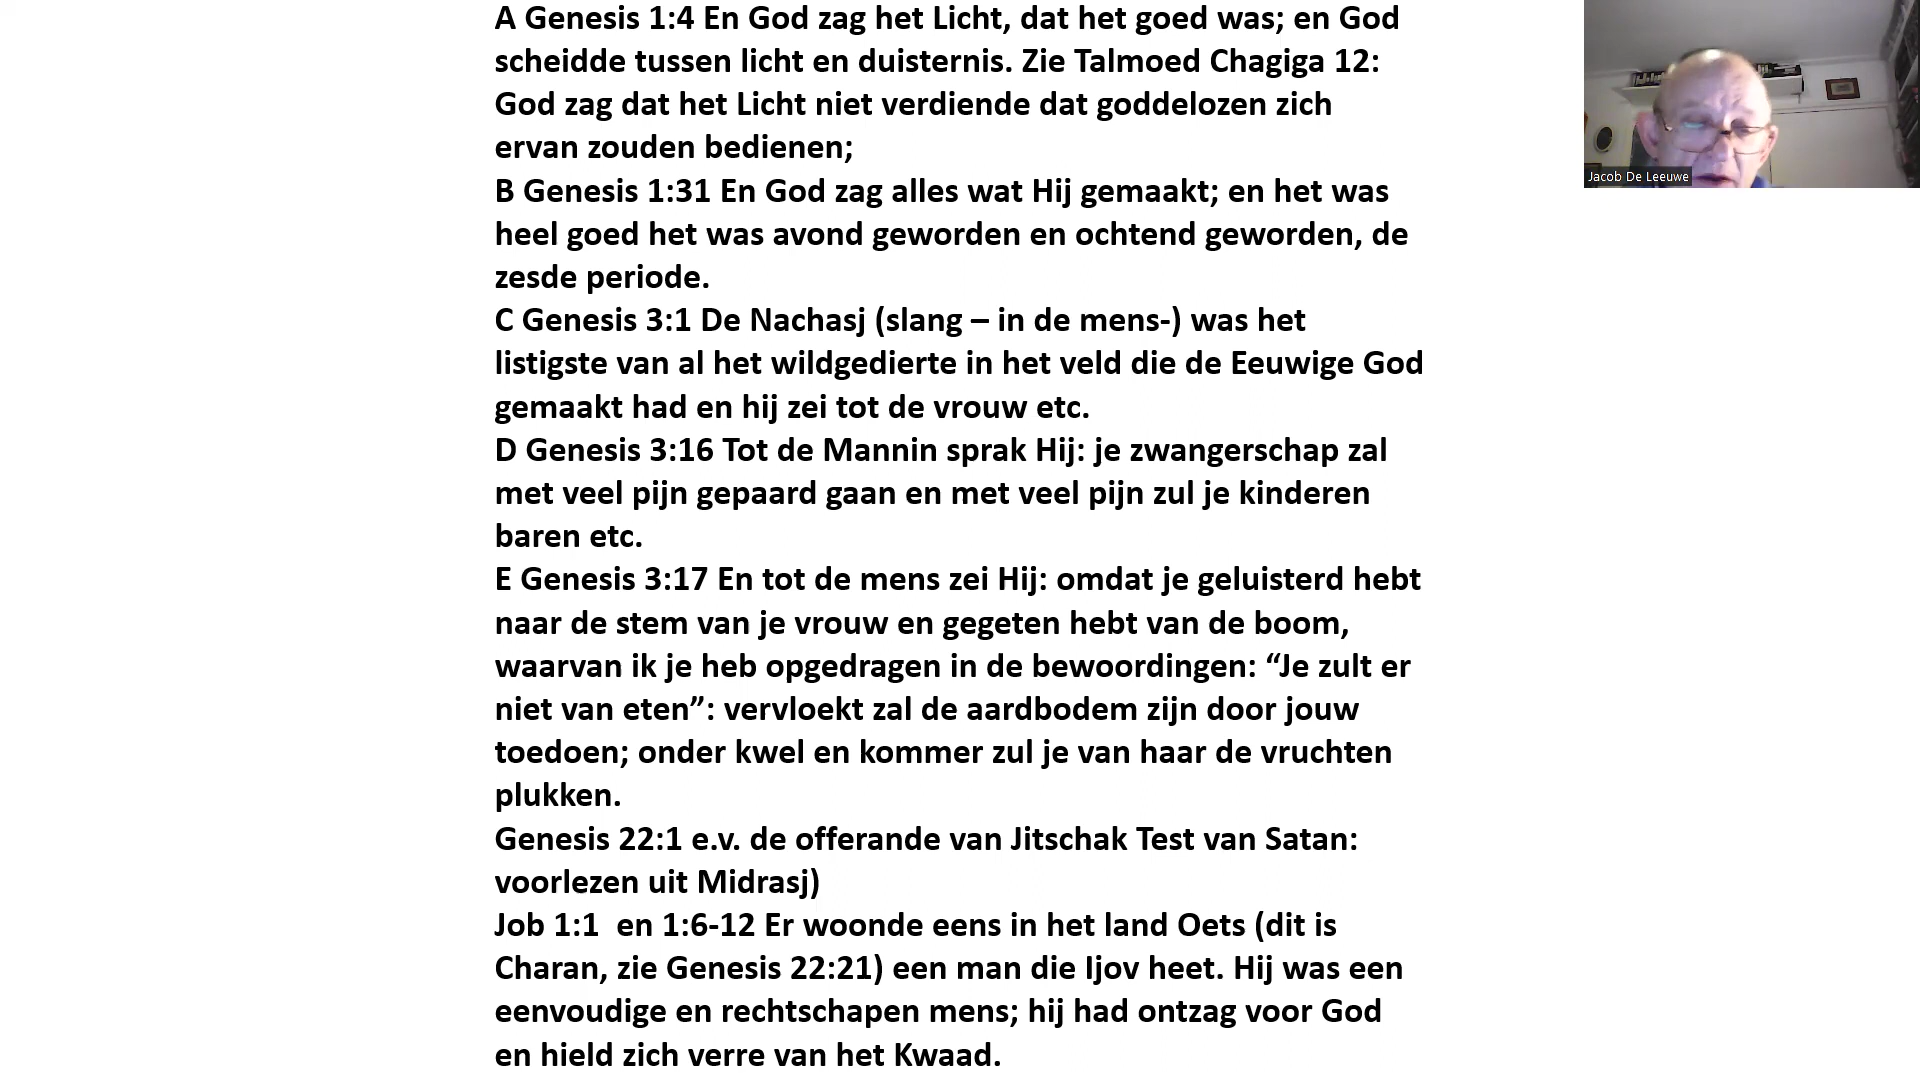 A Genesis 1:4 En God zag het Licht, dat het goed was; en God
scheidde tussen licht en duisternis. Zie Talmoed Chagiga 12:
God zag dat het Licht niet verdiende dat goddelozen zich
ervan zouden bedienen;
B Genesis 1:31 En God zag alles wat Hij gemaakt; en het was
heel goed het was avond geworden en ochtend geworden, de
zesde periode.
C Genesis 3:1 De Nachasj (slang – in de mens-) was het
listigste van al het wildgedierte in het veld die de Eeuwige God
gemaakt had en hij zei tot de vrouw etc.
D Genesis 3:16 Tot de Mannin sprak Hij: je zwangerschap zal
met veel pijn gepaard gaan en met veel pijn zul je kinderen
baren etc.
E Genesis 3:17 En tot de mens zei Hij: omdat je geluisterd hebt
naar de stem van je vrouw en gegeten hebt van de boom,
waarvan ik je heb opgedragen in de bewoordingen: “Je zult er
niet van eten”: vervloekt zal de aardbodem zijn door jouw
toedoen; onder kwel en kommer zul je van haar de vruchten
plukken.
Genesis 22:1 e.v. de offerande van Jitschak Test van Satan:
voorlezen uit Midrasj)
Job 1:1  en 1:6-12 Er woonde eens in het land Oets (dit is
Charan, zie Genesis 22:21) een man die Ijov heet. Hij was een
eenvoudige en rechtschapen mens; hij had ontzag voor God
en hield zich verre van het Kwaad.
Jacob De Leeuwe